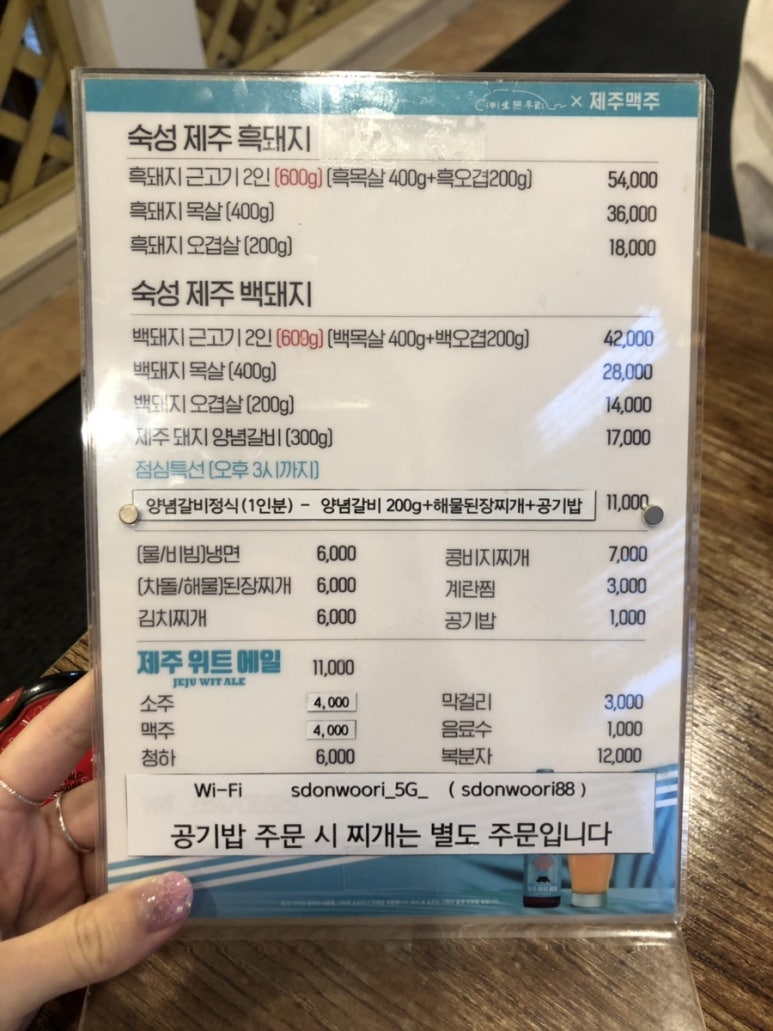 (주)도톤우리 × 제주맥주
숙성 제주 흑돼지
흑돼지 근고기 2인 (600g) (흑목살 400g+흑오겹200g) 54,000
흑돼지 목살 (400g) 36,000
흑돼지 오겹살 (200g) 18,000
숙성 제주 백돼지
백돼지 근고기 2인 (600g) (백목살 400g+백오겹200g) 42,000
백돼지 목살 (400g) 28,000
백돼지 오겹살 (200g) 14,000
제주 돼지 양념갈비 (300g) 17,000
점심특선 (오후 3시까지)
양념갈비정식(1인분) - 양념갈비 200g+해물된장찌개+공기밥 11,000
(물/비빔)냉면 6,000 콩비지찌개 7,000
(차돌/해물)된장찌개 6,000 계란찜 3,000
김치찌개 6,000 공기밥 1,000
제주 위트 에일 11,000
JEJU WIT ALE
소주 4,000 막걸리 3,000
맥주 4,000 음료수 1,000
청하 6,000 복분자 12,000
Wi-Fi sdonwoori_5G_ ( sdonwoori88 )
공기밥 주문 시 찌개는 별도 주문입니다